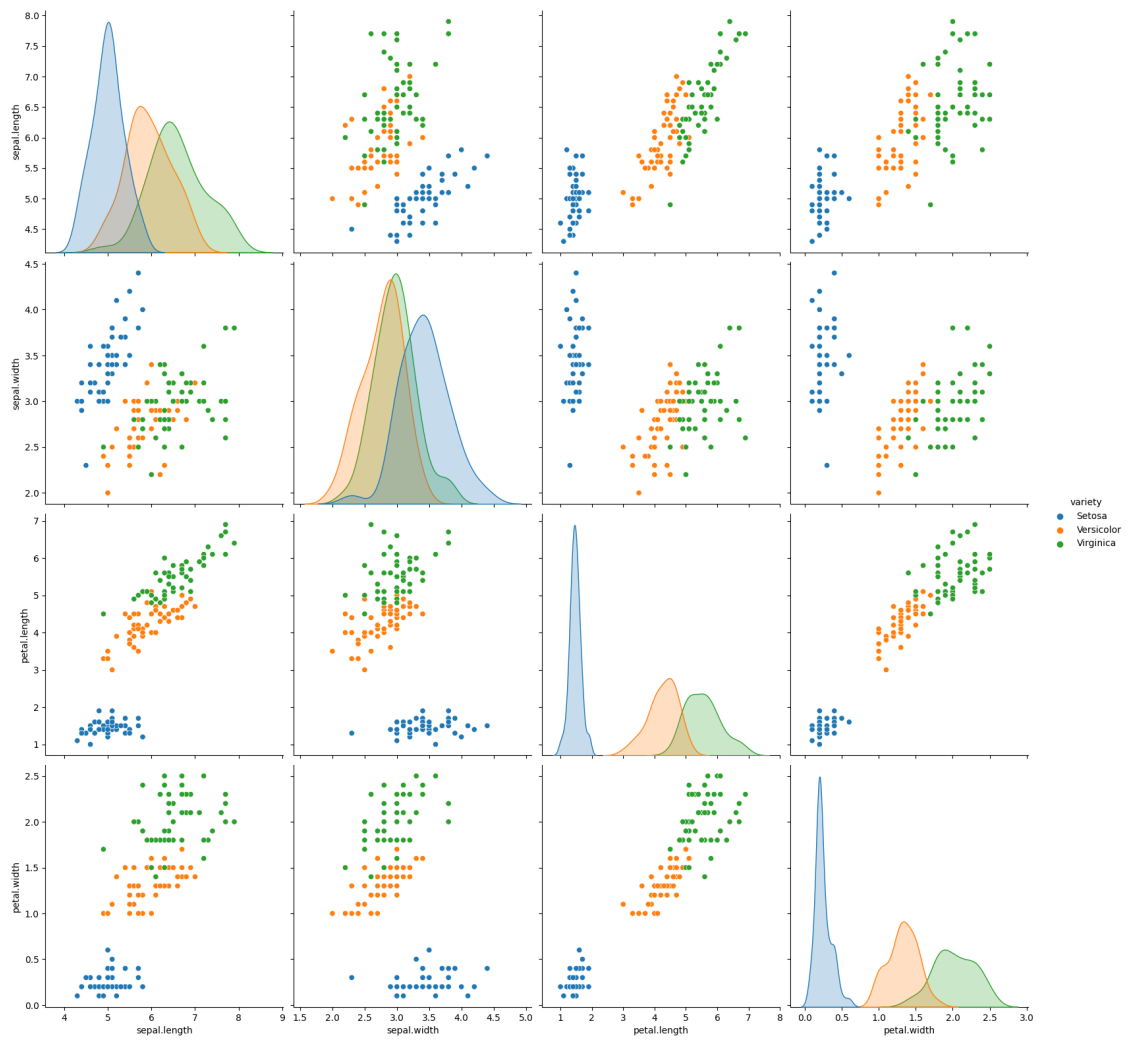 8.0
7.5
7.0
6.5
6.0
5.5
5.0
4.5
sepal.length
4.5
4.0
3.5
3.0
2.5
2.0
sepal.width
7
6
5
4
3
2
1
petal.length
2.5
2.0
1.5
1.0
0.5
0.0
petal.width
4 5 6 7 8 9
sepal.length
1.5 2.0 2.5 3.0 3.5 4.0 4.5 5.0
sepal.width
1 2 3 4 5 6 7 8
petal.length
0.0 0.5 1.0 1.5 2.0 2.5 3.0
petal.width
variety
Setosa
Versicolor
Virginica